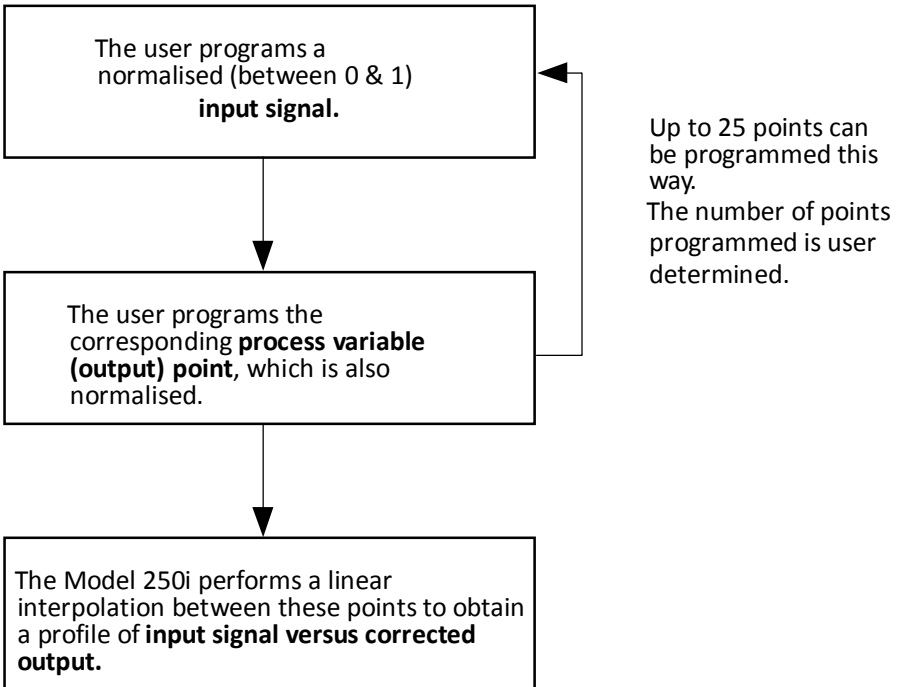 The user programs a
normalised (between 0 & 1)
input signal.
Up to 25 points can
be programmed this
way.
The number of points
programmed is user
determined.
The user programs the
corresponding process variable
(output) point, which is also
normalised.
The Model 250i performs a linear
interpolation between these points to obtain
a profile of input signal versus corrected
output.